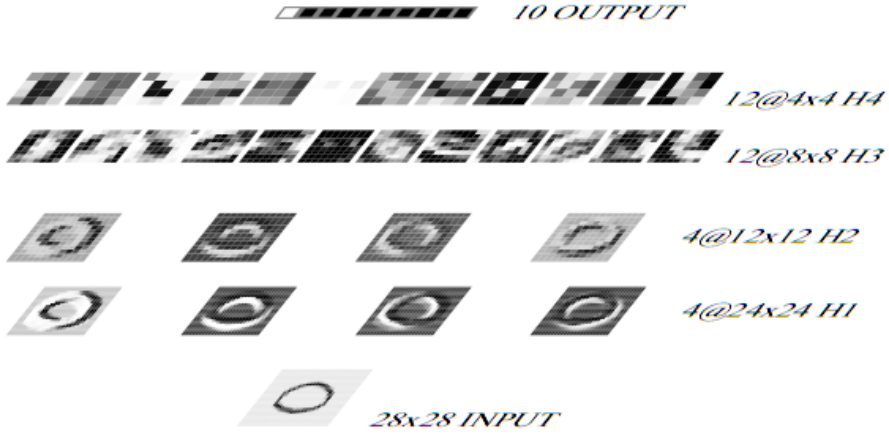 10 OUTPUT
12@4x4 H4
12@8x8 H3
4@12x12 H2
4@24x24 H1
28x28 INPUT